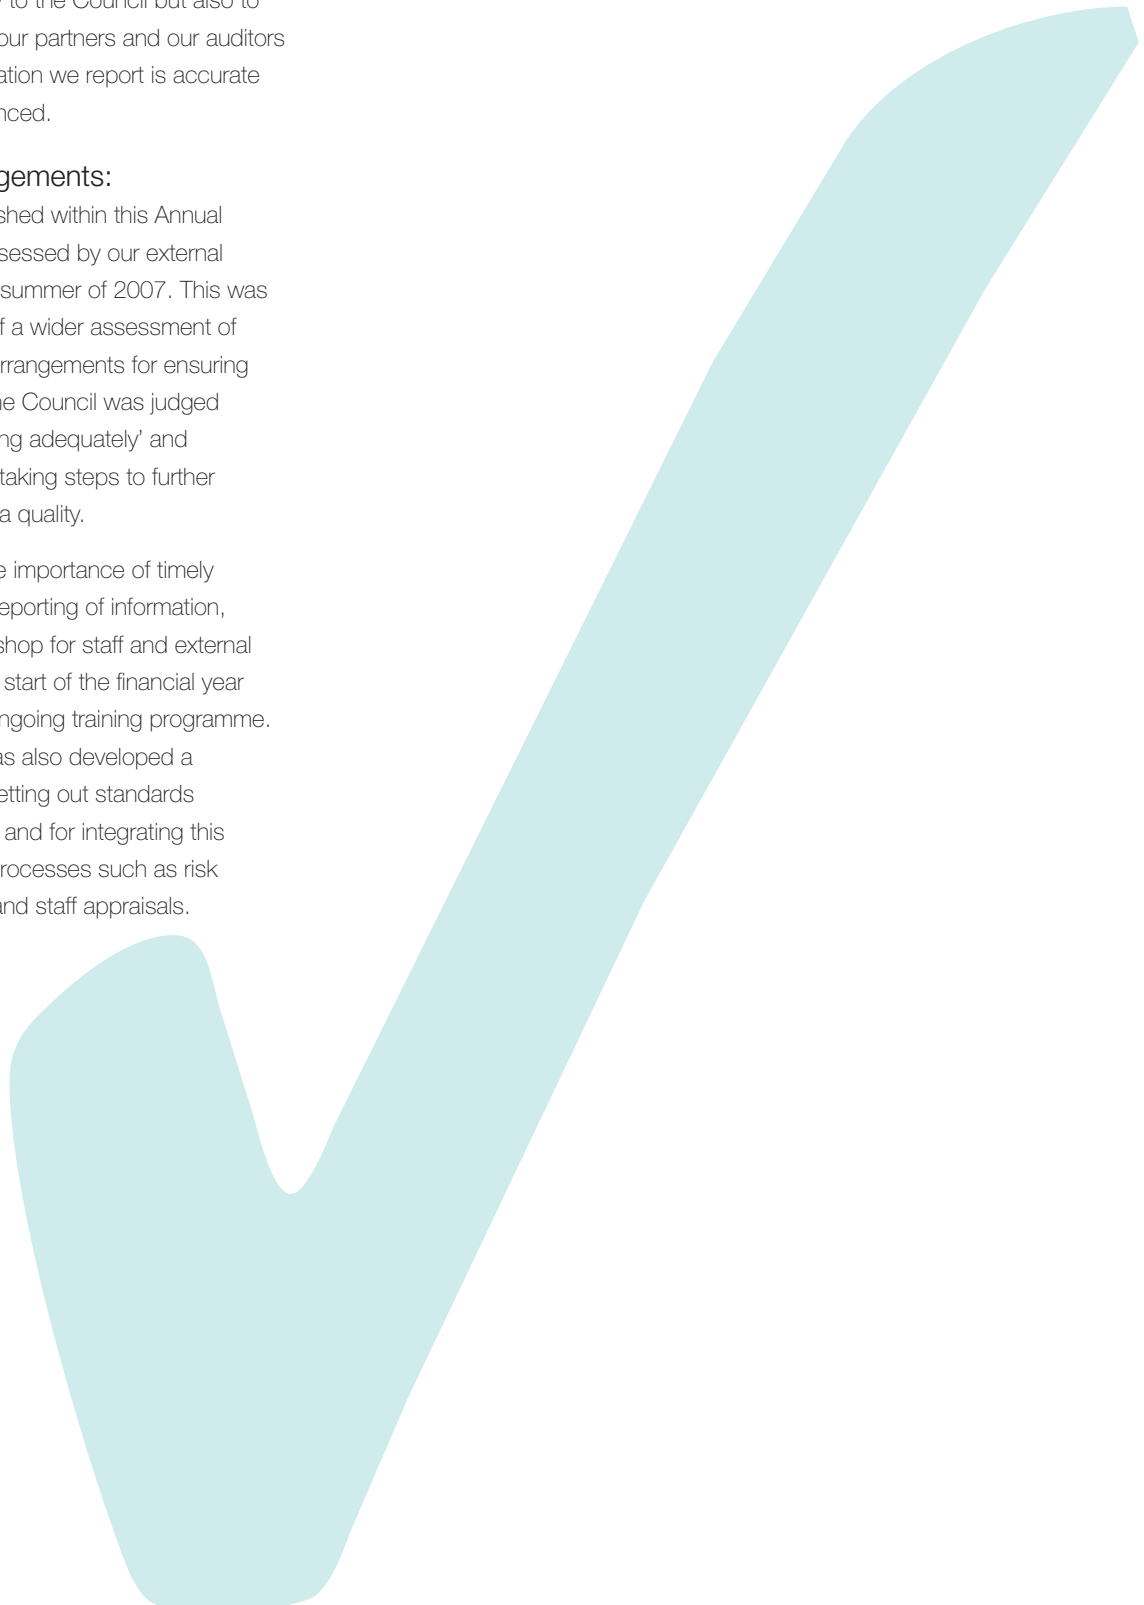 to the Council but also to
our partners and our auditors
ation we report is accurate
nced.
gements:
shed within this Annual
sessed by our external
summer of 2007. This was
f a wider assessment of
rrangements for ensuring
ne Council was judged
ng adequately’ and
taking steps to further
a quality.
e importance of timely
eporting of information,
shop for staff and external
start of the financial year
ngoing training programme.
as also developed a
etting out standards
and for integrating this
rocesses such as risk
and staff appraisals.